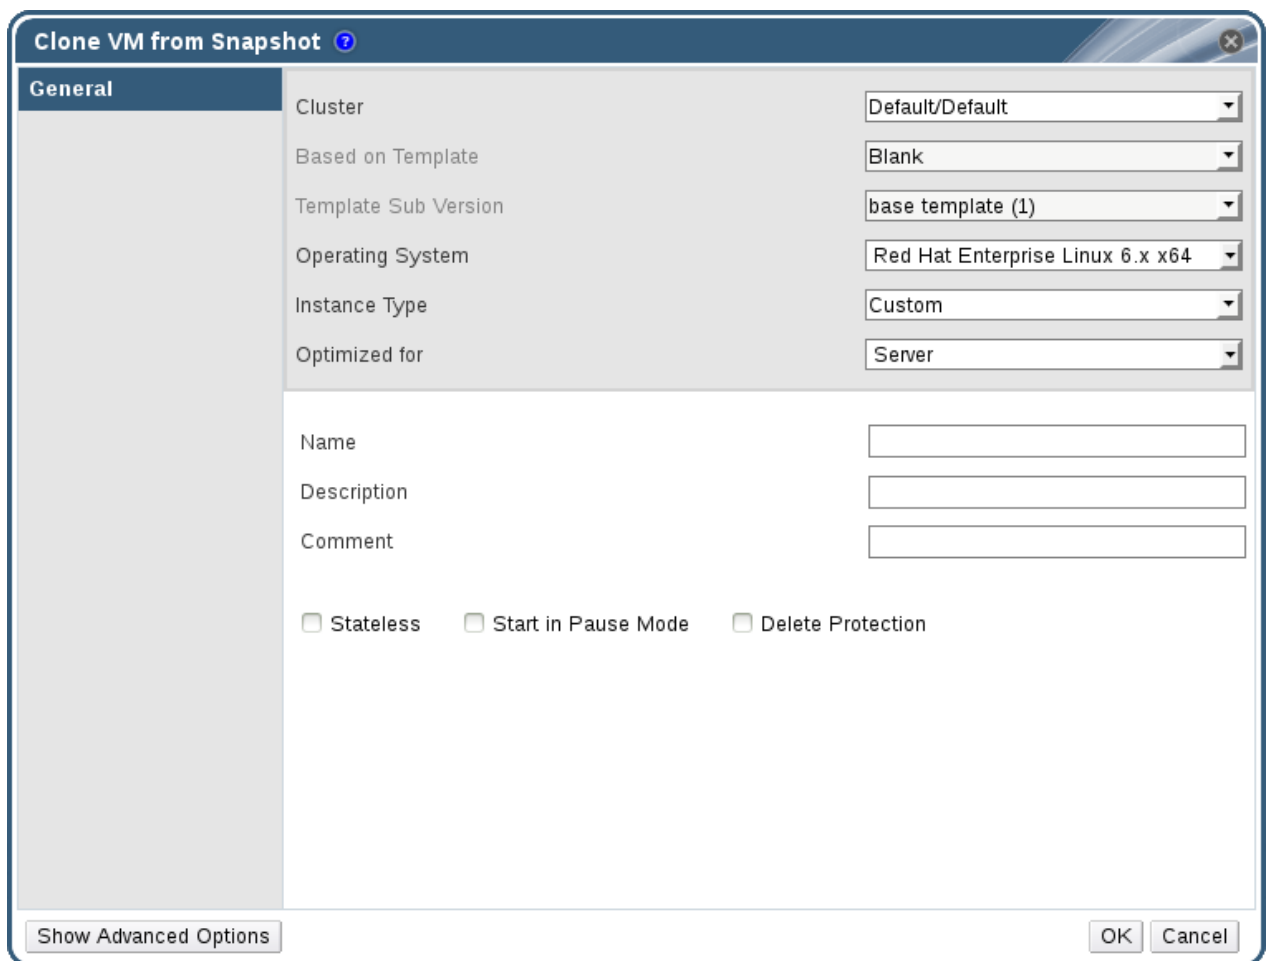 Clone VM from Snapshot ?
General
Cluster Default/Default
Based on Template Blank
Template Sub Version base template (1)
Operating System Red Hat Enterprise Linux 6.x x64
Instance Type Custom
Optimized for Server
Name
Description
Comment
Stateless Start in Pause Mode Delete Protection
Show Advanced Options OK Cancel